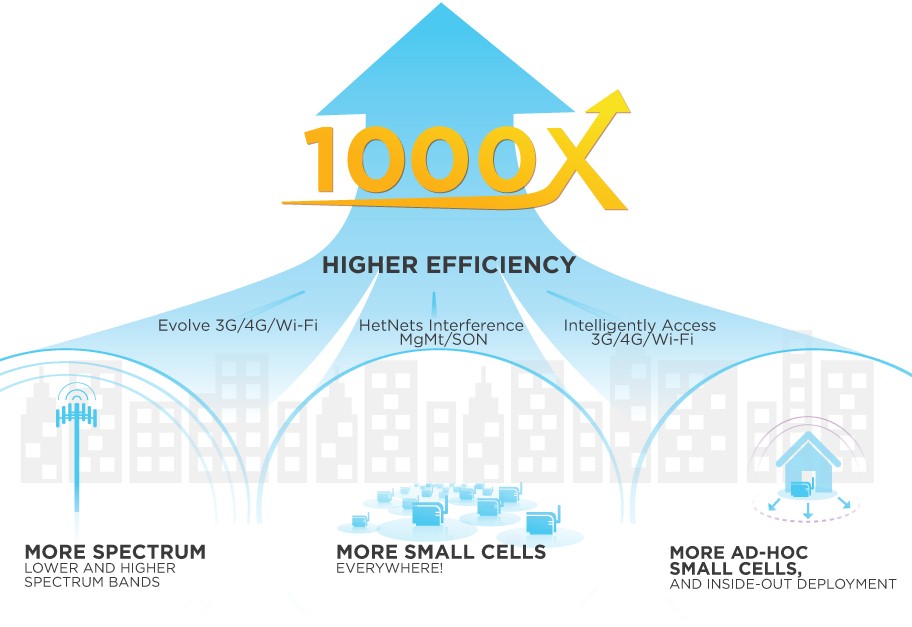 1000X
HIGHER EFFICIENCY
Evolve 3G/4G/Wi-Fi
HetNets Interference
MgMt/SON
Intelligently Access
3G/4G/Wi-Fi
MORE SPECTRUM
LOWER AND HIGHER
SPECTRUM BANDS
MORE SMALL CELLS
EVERYWHERE!
MORE AD-HOC
SMALL CELLS,
AND INSIDE-OUT DEPLOYMENT